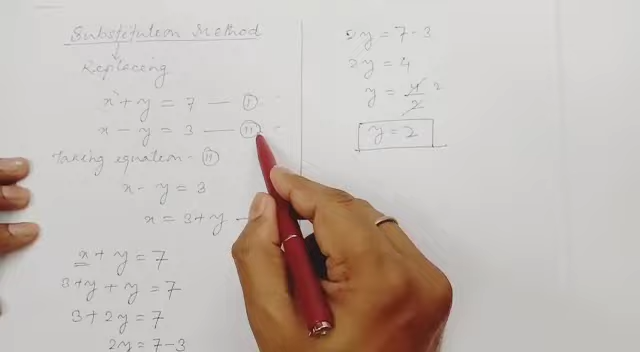 Substitution Method
Replacing
x + y = 7 — (I)
x - y = 3 — (II)
Taking equation - (II)
x - y = 3
x = 3+y —
x + y = 7
3+y + y = 7
3 + 2y = 7
2y = 7-3
2y = 7-3
2y = 4
y = 4/2 2
y = 2